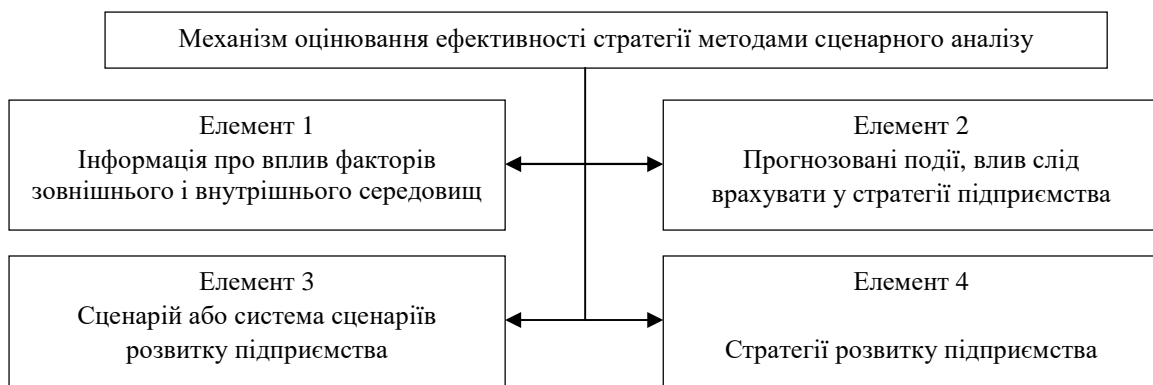 Механізм оцінювання ефективності стратегії методами сценарного аналізу
Елемент 1
Інформація про вплив факторів
зовнішнього і внутрішнього середовищ
Елемент 2
Прогнозовані події, влив слід
врахувати у стратегії підприємства
Елемент 3
Сценарій або система сценаріїв
розвитку підприємства
Елемент 4
Стратегії розвитку підприємства